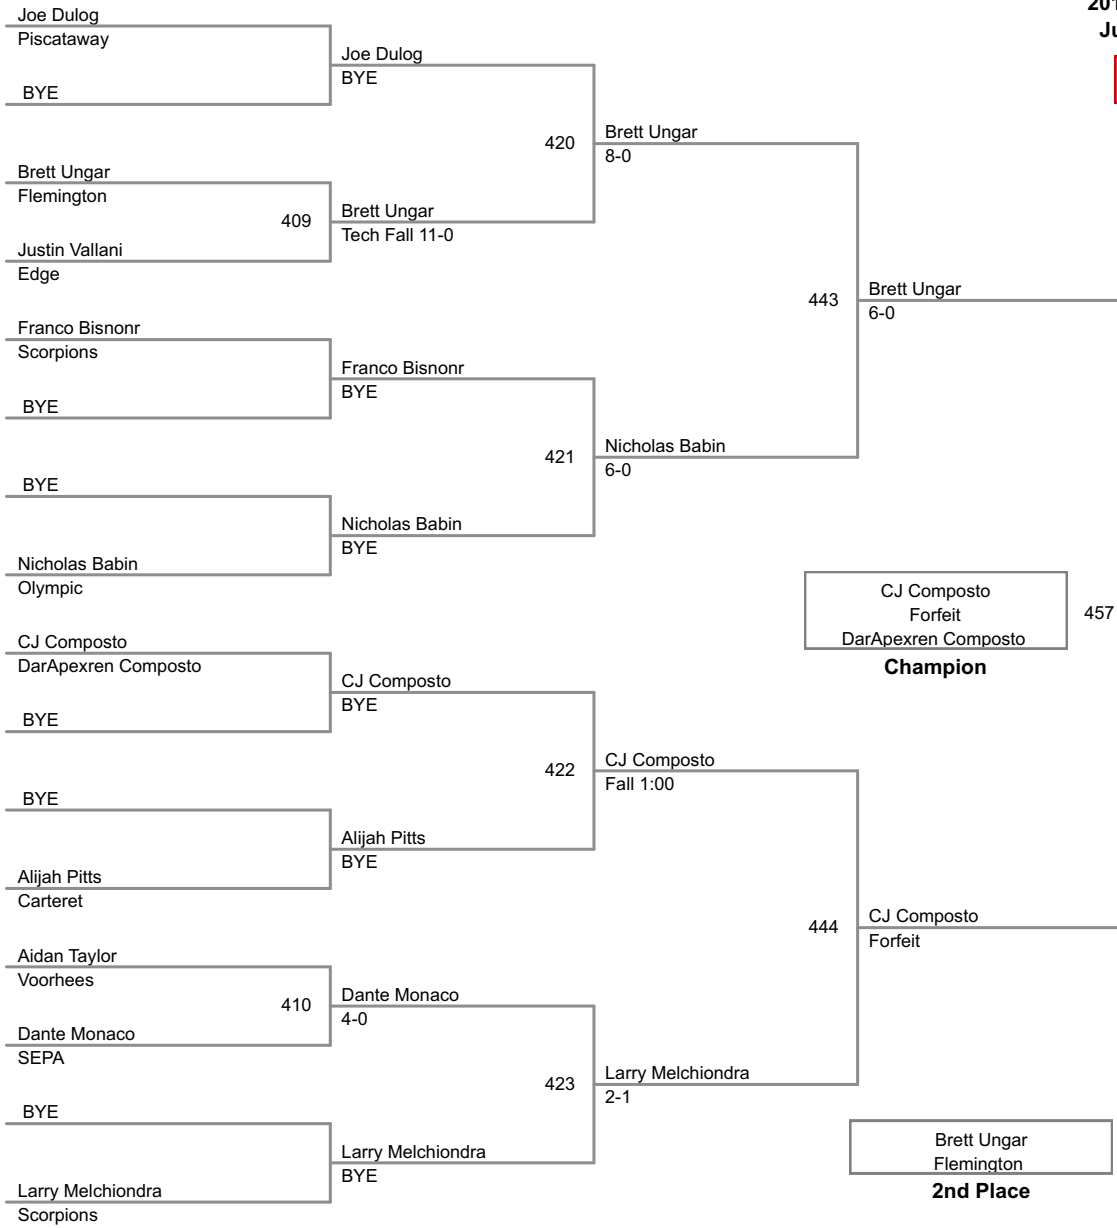 Joe Dulog
Piscataway
BYE
Joe Dulog
BYE
420
Brett Ungar
8-0
Brett Ungar
Flemington
409
Brett Ungar
Tech Fall 11-0
Justin Vallani
Edge
443
Brett Ungar
6-0
Franco Bisnonr
Scorpions
BYE
Franco Bisnonr
BYE
421
Nicholas Babin
6-0
BYE
Nicholas Babin
BYE
Nicholas Babin
Olympic
CJ Composto
Forfeit
DarApexren Composto
457
Champion
CJ Composto
DarApexren Composto
BYE
CJ Composto
BYE
422
CJ Composto
Fall 1:00
BYE
Alijah Pitts
BYE
Alijah Pitts
Carteret
444
CJ Composto
Forfeit
Aidan Taylor
Voorhees
410
Dante Monaco
4-0
Dante Monaco
SEPA
423
Larry Melchiondra
2-1
BYE
Larry Melchiondra
BYE
Larry Melchiondra
Scorpions
Brett Ungar
Flemington
2nd Place
201
Ju